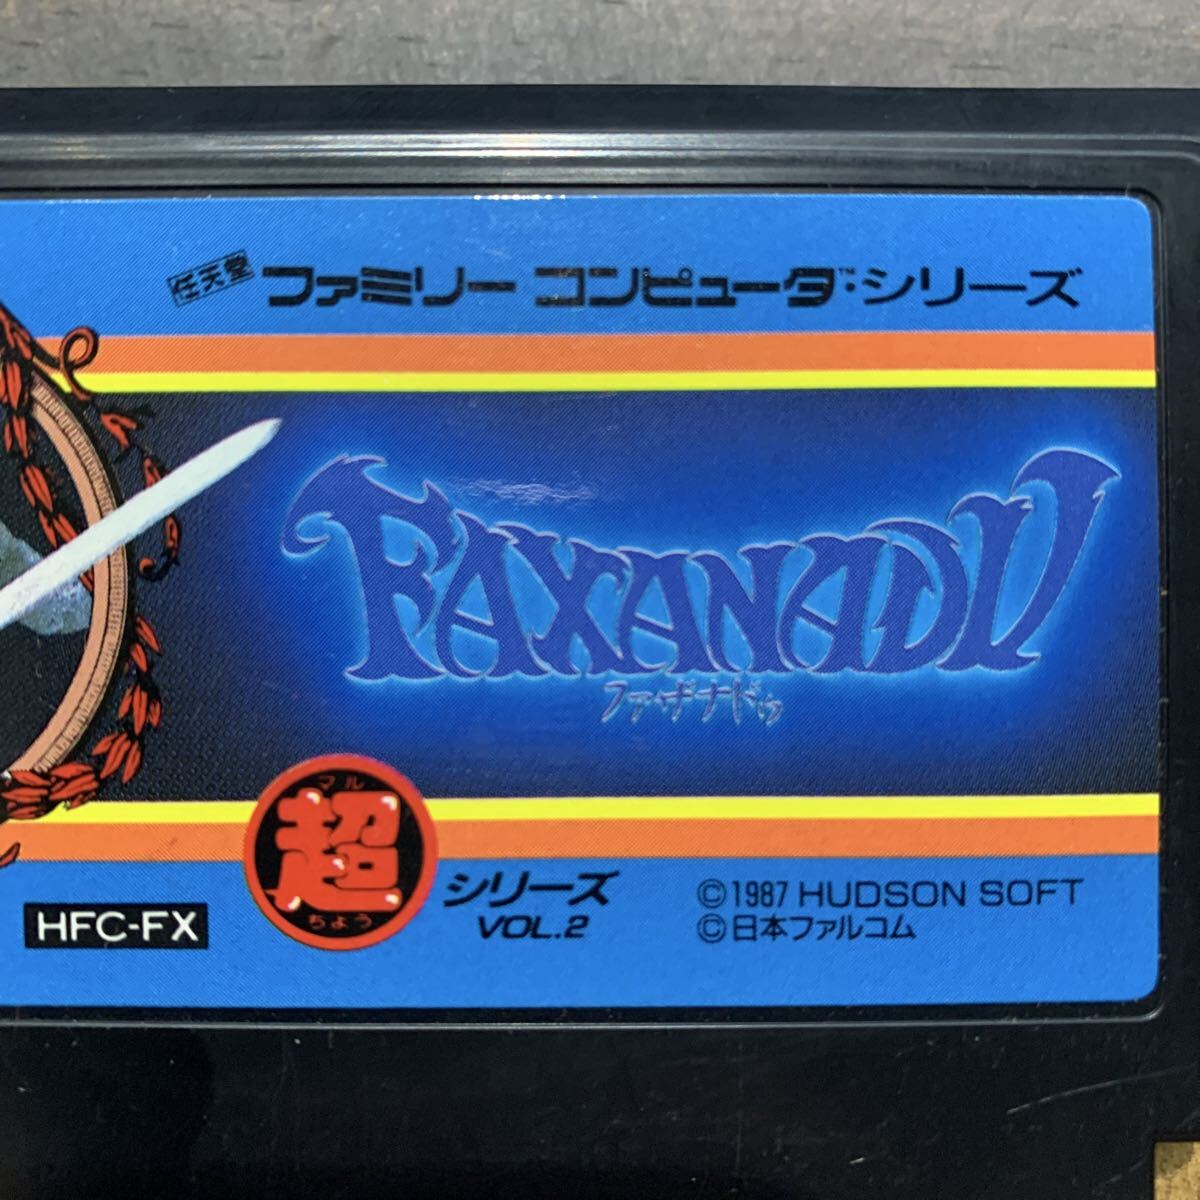 任天堂 ファミリー コンピュータ™シリーズ
FAXANADU
ファザナドゥ
マル
超
ちょう
シリーズ
VOL.2
HFC-FX
©1987 HUDSON SOFT
©日本ファルコム